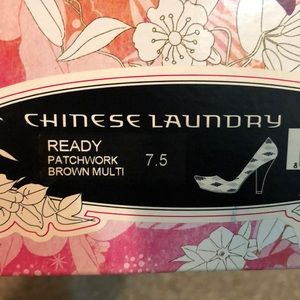 CHINESE LAUNDRY
READY
PATCHWORK 7.5
BROWN MULTI